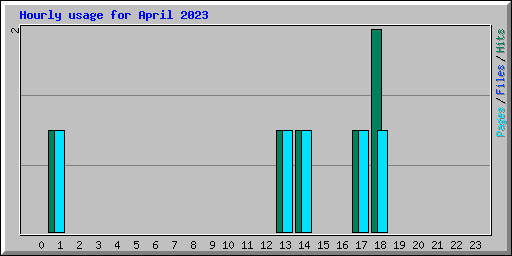 Hourly usage for April 2023
2
Pages/Files/Hits
0 1 2 3 4 5 6 7 8 9 10 11 12 13 14 15 16 17 18 19 20 21 22 23